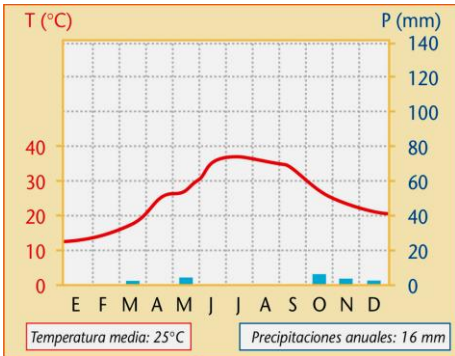 T (°C)
P (mm)
140
120
100
40 80
30 60
20 40
10 20
0 0
E F M A M J J A S O N D
Temperatura media: 25°C
Precipitaciones anuales: 16 mm